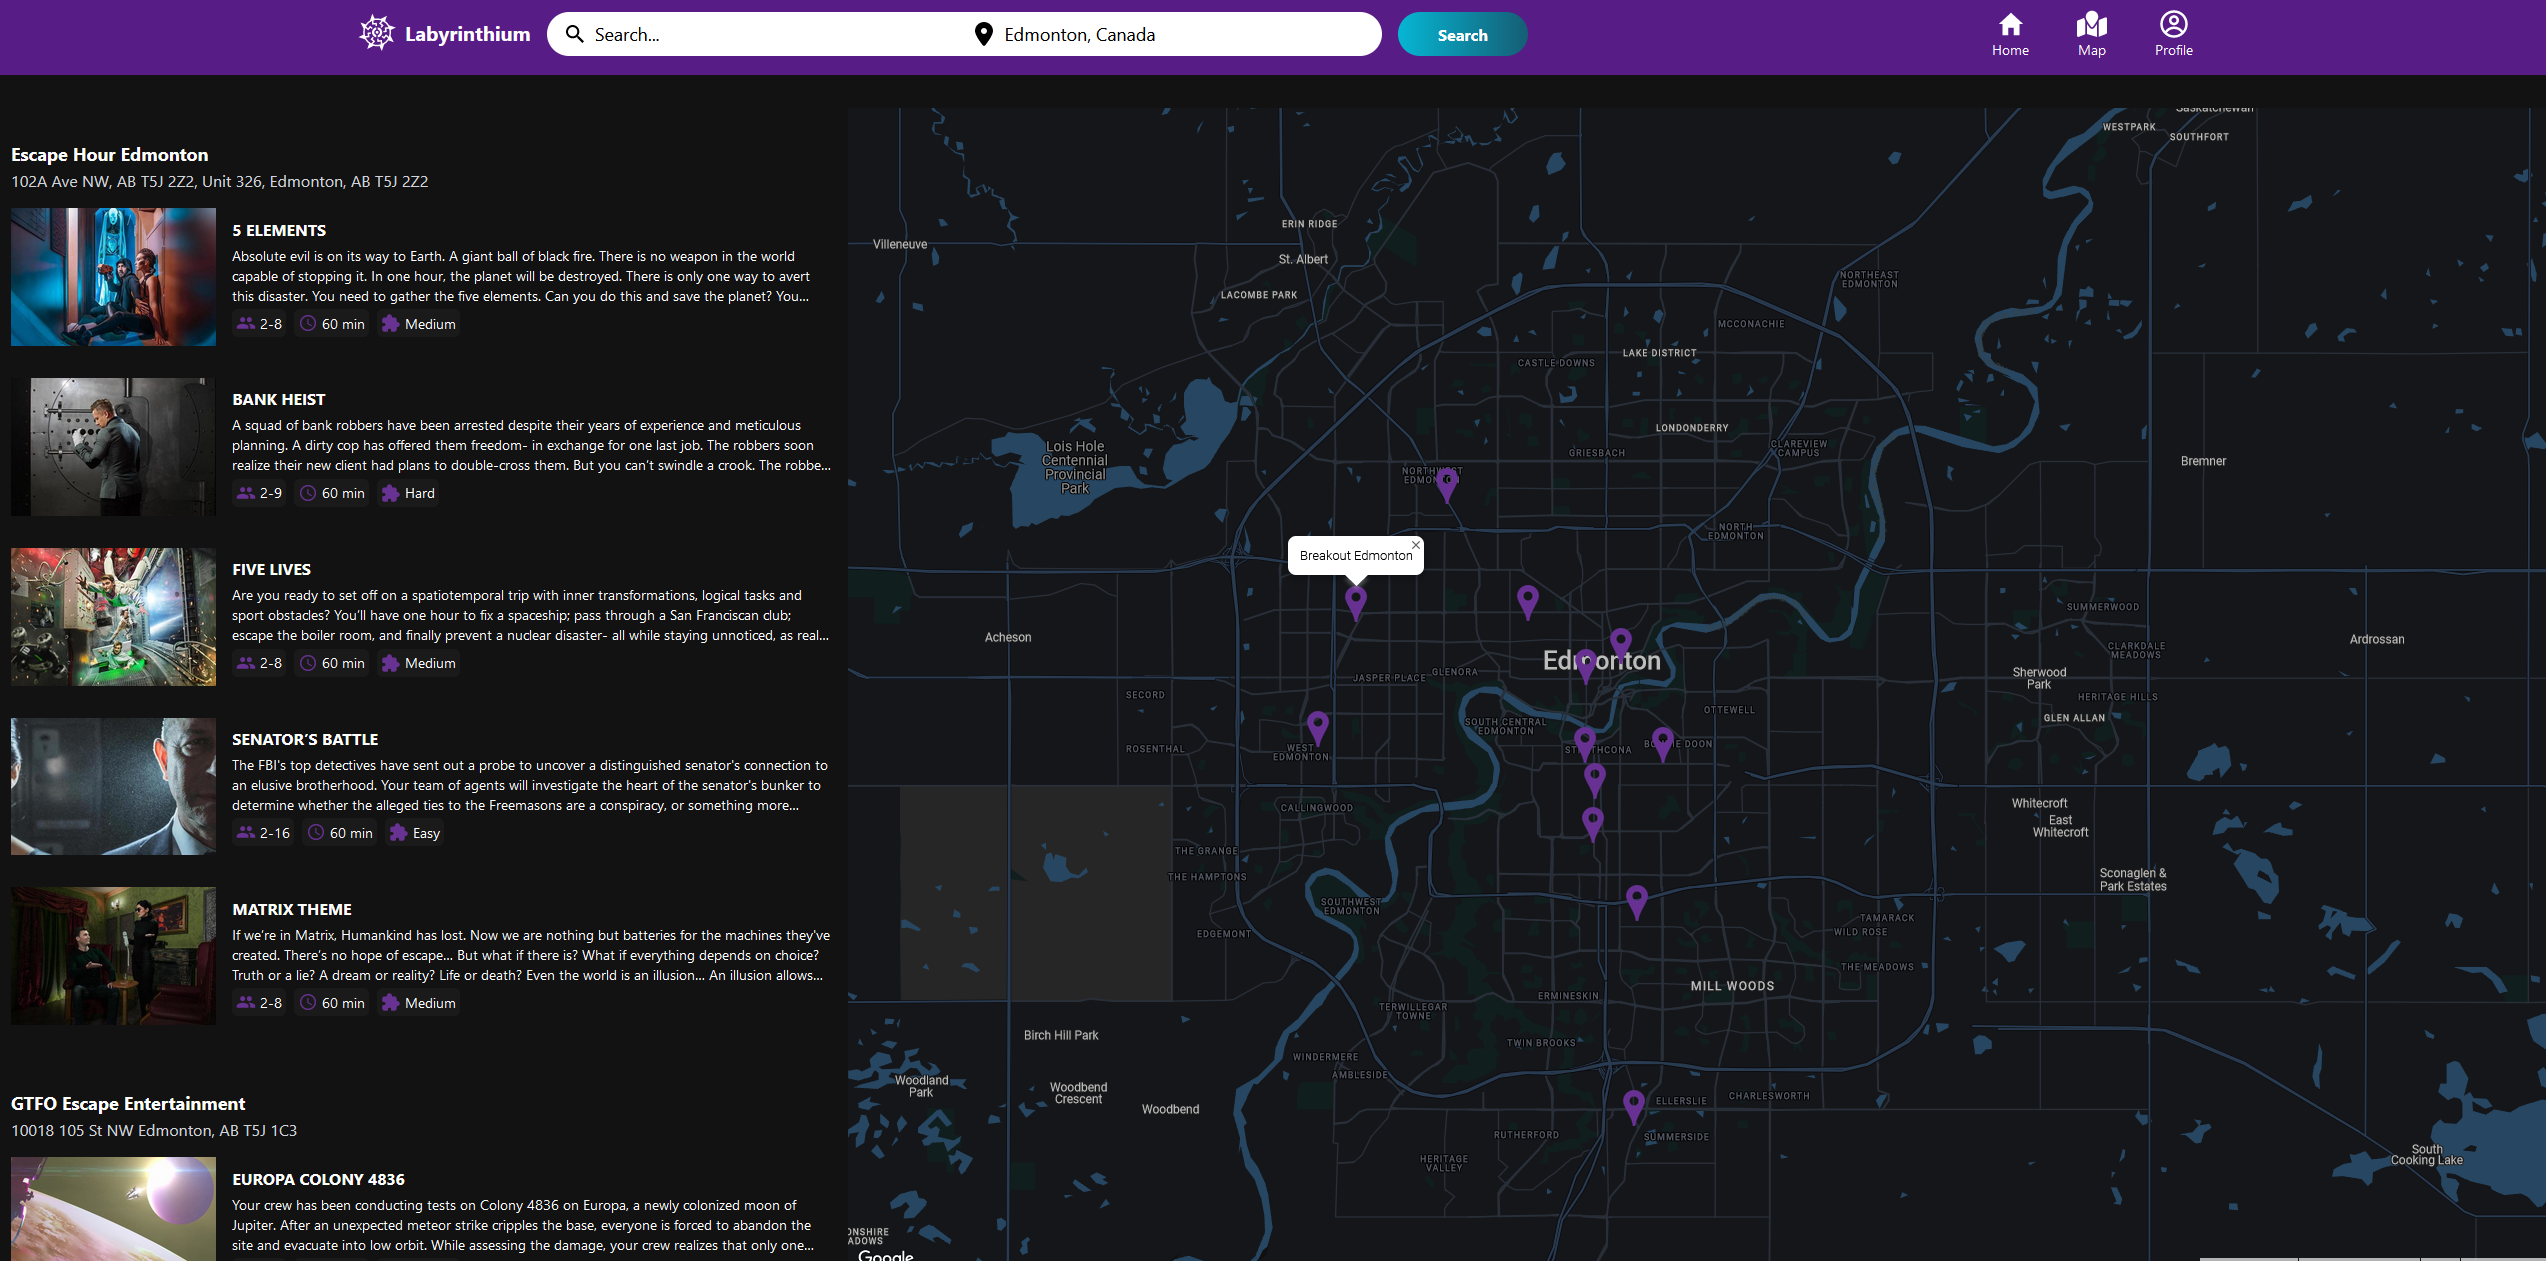 Labyrinthium
Search...
Edmonton, Canada
Search
Home
Map
Profile
Escape Hour Edmonton
102A Ave NW, AB T5J 2Z2, Unit 326, Edmonton, AB T5J 2Z2
5 ELEMENTS
Absolute evil is on its way to Earth. A giant ball of black fire. There is no weapon in the world
capable of stopping it. In one hour, the planet will be destroyed. There is only one way to avert
this disaster. You need to gather the five elements. Can you do this and save the planet? You...
2-8
60 min
Medium
BANK HEIST
A squad of bank robbers have been arrested despite their years of experience and meticulous
planning. A dirty cop has offered them freedom- in exchange for one last job. The robbers soon
realize their new client had plans to double-cross them. But you can't swindle a crook. The robbe...
2-9
60 min
Hard
FIVE LIVES
Are you ready to set off on a spatiotemporal trip with inner transformations, logical tasks and
sport obstacles? You'll have one hour to fix a spaceship; pass through a San Franciscan club;
escape the boiler room, and finally prevent a nuclear disaster- all while staying unnoticed, as real...
2-8
60 min
Medium
SENATOR'S BATTLE
The FBI's top detectives have sent out a probe to uncover a distinguished senator's connection to
an elusive brotherhood. Your team of agents will investigate the heart of the senator's bunker to
determine whether the alleged ties to the Freemasons are a conspiracy, or something more...
2-16
60 min
Easy
MATRIX THEME
If we're in Matrix, Humankind has lost. Now we are nothing but batteries for the machines they've
created. There's no hope of escape... But what if there is? What if everything depends on choice?
Truth or a lie? A dream or reality? Life or death? Even the world is an illusion... An illusion allows...
2-8
60 min
Medium
GTFO Escape Entertainment
10018 105 St NW Edmonton, AB T5J 1C3
EUROPA COLONY 4836
Your crew has been conducting tests on Colony 4836 on Europa, a newly colonized moon of
Jupiter. After an unexpected meteor strike cripples the base, everyone is forced to abandon the
site and evacuate into low orbit. While assessing the damage, your crew realizes that only one...
Saskatchewan
WESTPARK
SOUTHFORT
ERIN RIDGE
Villeneuve
St. Albert
LACOMBE PARK
NORTHEAST
EDMONTON
MCCONACHIE
LAKE DISTRICT
CASTLE DOWNS
LONDONDERRY
CLAREVIEW
CAMPUS
GRIESBACH
Lois Hole
Centennial
Provincial
Park
NORTHWEST
EDMONTON
Bremner
NORTH
EDMONTON
Breakout Edmonton
SUMMERWOOD
Acheson
Ardrossan
CLARKDALE
MEADOWS
Edmonton
GLENORA
JASPER PLACE
Sherwood
Park
SECORD
HERITAGE HILLS
OTTEWELL
GLEN ALLAN
SOUTH CENTRAL
EDMONTON
ROSENTHAL
WEST
EDMONTON
STRATHCONA
BONNIE DOON
CALLINGWOOD
Whitecroft
East
Whitecroft
THE GRANGE
THE HAMPTONS
Sconaglen &
Park Estates
SOUTHWEST
EDMONTON
TAMARACK
WILD ROSE
EDGEMONT
THE MEADOWS
MILL WOODS
ERMINESKIN
TERWILLEGAR
TOWNE
Birch Hill Park
TWIN BROOKS
WINDERMERE
AMBLESIDE
Woodland
Park
Woodbend
Crescent
Woodbend
ELLERSLIE
CHARLESWORTH
RUTHERFORD
SUMMERSIDE
HERITAGE
VALLEY
South
Cooking Lake
ONSHIRE
ADOWS
Google